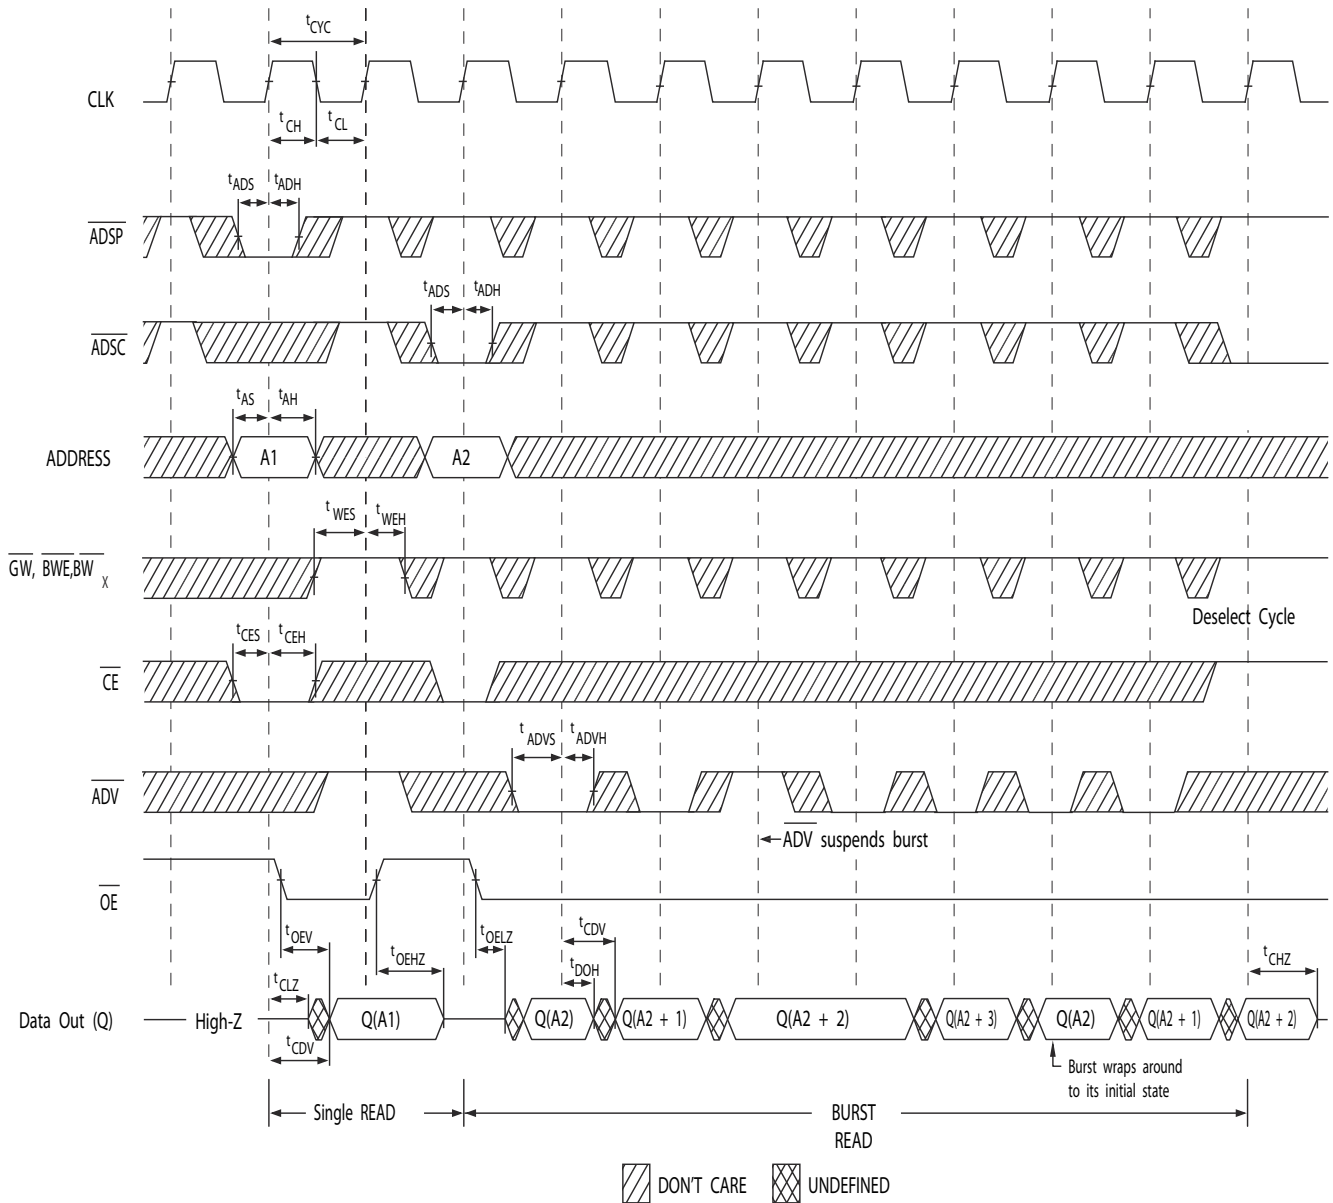 tCYC
CLK
tCH tCL
tADS tADH
ADSP
tADS tADH
ADSC
tAS tAH
ADDRESS A1 A2
tWES tWEH
GW, BWE,BW X
Deselect Cycle
tCES tCEH
CE
tADVS tADVH
ADV
ADV suspends burst
OE
tOEV tOEHZ tOELZ tCDV tDOH tCHZ
tCLZ
Data Out (Q) High-Z Q(A1) Q(A2) Q(A2 + 1) Q(A2 + 2) Q(A2 + 3) Q(A2) Q(A2 + 1) Q(A2 + 2)
tCDV
Burst wraps around
to its initial state
Single READ BURST
READ
DON'T CARE UNDEFINED